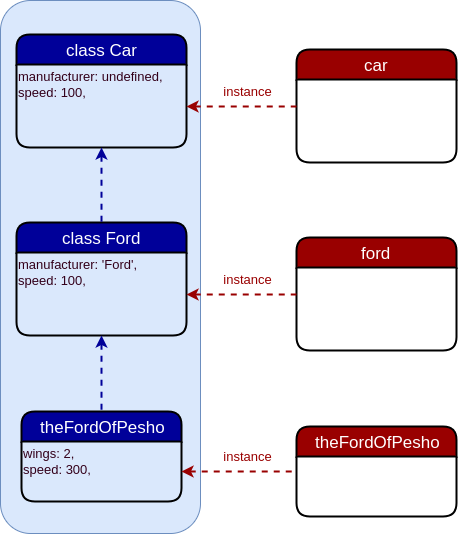 class Car
manufacturer: undefined,
speed: 100,
instance
car
class Ford
manufacturer: 'Ford',
speed: 100,
instance
ford
theFordOfPesho
wings: 2,
speed: 300,
instance
theFordOfPesho